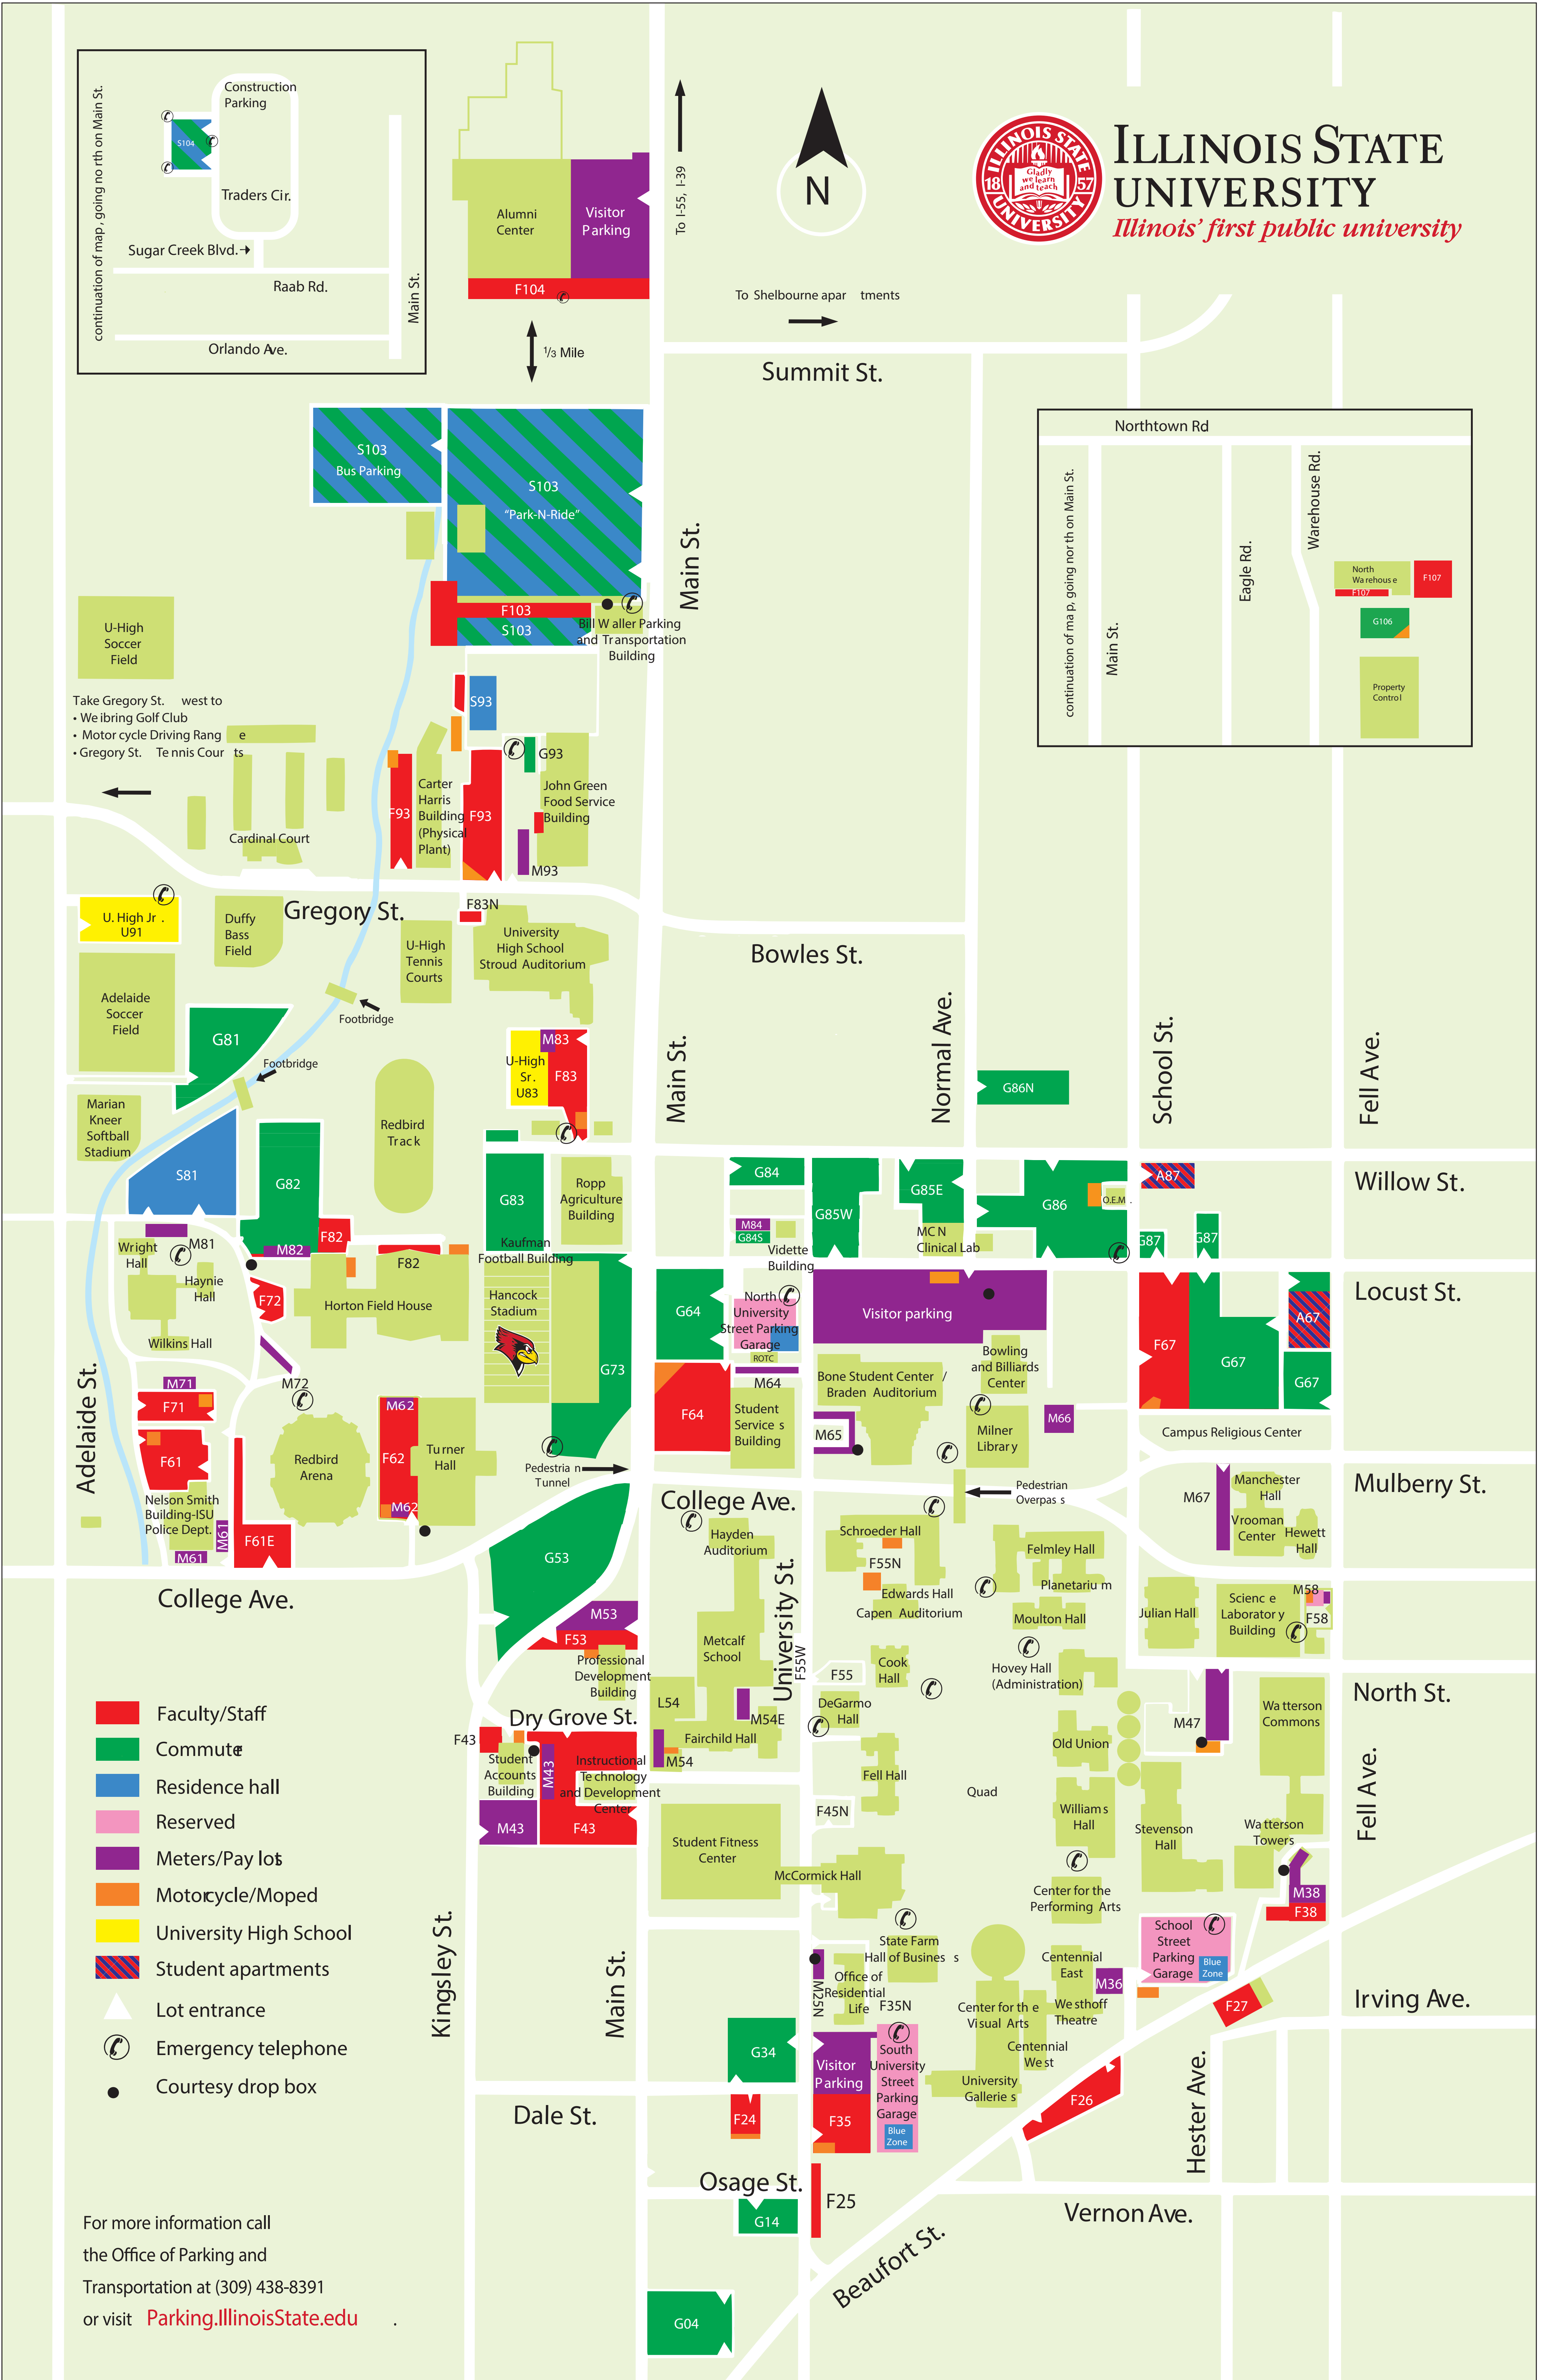 continuation of map, going north on Main St.
Construction
Parking
S104
Traders Cir.
Sugar Creek Blvd.
Raab Rd.
Main St.
Orlando Ave.
Alumni
Center
Visitor
Parking
F104
To I-55, I-39
1/3 Mile
N
ILLINOIS STATE UNIVERSITY
18 57
Gladly
we learn
and teach
ILLINOIS STATE
UNIVERSITY
Illinois' first public university
To Shelbourne apartments
Summit St.
Northtown Rd
continuation of map, going north on Main St.
Main St.
Eagle Rd.
Warehouse Rd.
North
Warehouse
F107
F107
G106
Property
Control
S103
Bus Parking
S103
"Park-N-Ride"
Main St.
F103
S103
Bill Waller Parking
and Transportation
Building
U-High
Soccer
Field
Take Gregory St. west to
• Weibring Golf Club
• Motorcycle Driving Range
• Gregory St. Tennis Courts
S93
G93
Cardinal Court
F93
Carter
Harris
Building
(Physical
Plant)
F93
John Green
Food Service
Building
M93
U. High Jr.
U91
Duffy
Bass
Field
Gregory St.
F83N
University
High School
Stroud Auditorium
U-High
Tennis
Courts
Bowles St.
Adelaide
Soccer
Field
Footbridge
G81
Footbridge
M83
U-High
Sr.
U83
F83
Main St.
Normal Ave.
School St.
Fell Ave.
G86N
Marian
Kneer
Softball
Stadium
Redbird
Track
S81
G82
G83
Ropp
Agriculture
Building
G84
G85W
G85E
G86
O.E.M.
A87
Willow St.
M84
G84S
Vidette
Building
MCN
Clinical Lab
G87
G87
M81
Wright
Hall
Haynie
Hall
Wilkins Hall
M82
F82
F82
F72
Horton Field House
Kaufman
Football Building
Hancock
Stadium
G73
G64
North
University
Street Parking
Garage
ROTC
M64
Visitor parking
Locust St.
F67
G67
A67
G67
Adelaide St.
M71
F71
M72
F61
Redbird
Arena
M62
F62
M62
Turner
Hall
F64
Student
Services
Building
Bone Student Center /
Braden Auditorium
Bowling
and Billiards
Center
M65
Milner
Library
M66
Campus Religious Center
Mulberry St.
Pedestrian
Tunnel
Nelson Smith
Building-ISU
Police Dept.
M61
M61
F61E
College Ave.
College Ave.
Pedestrian
Overpass
M67
Manchester
Hall
Vrooman
Center
Hewett
Hall
G53
Hayden
Auditorium
University St.
Schroeder Hall
F55N
Edwards Hall
Capen Auditorium
Felmley Hall
Planetarium
Moulton Hall
Julian Hall
Science
Laboratory
Building
M58
F58
M53
F53
Professional
Development
Building
Metcalf
School
F55W
F55
Cook
Hall
Hovey Hall
(Administration)
North St.
L54
M54E
DeGarmo
Hall
Dry Grove St.
Fairchild Hall
M54
M47
Watterson
Commons
Old Union
F43
Student
Accounts
Building
M43
Instructional
Technology
and Development
Center
M43
F43
Fell Hall
Quad
F45N
Williams
Hall
Stevenson
Hall
Watterson
Towers
Fell Ave.
Student Fitness
Center
McCormick Hall
Center for the
Performing Arts
M38
F38
Faculty/Staff
Commuter
Residence hall
Reserved
Meters/Pay lots
Motorcycle/Moped
University High School
Student apartments
Lot entrance
Emergency telephone
Courtesy drop box
Kingsley St.
Main St.
State Farm
Hall of Business
Office of
Residential
Life
M25N
F35N
Centennial
East
M36
School
Street
Parking
Garage
Blue
Zone
F27
Irving Ave.
Center for the
Visual Arts
Westhoff
Theatre
Centennial
West
University
Galleries
G34
Visitor
Parking
South
University
Street
Parking
Garage
Blue
Zone
F35
F24
F26
Hester Ave.
Dale St.
Osage St.
F25
G14
Vernon Ave.
Beaufort St.
G04
For more information call
the Office of Parking and
Transportation at (309) 438-8391
or visit Parking.IllinoisState.edu .